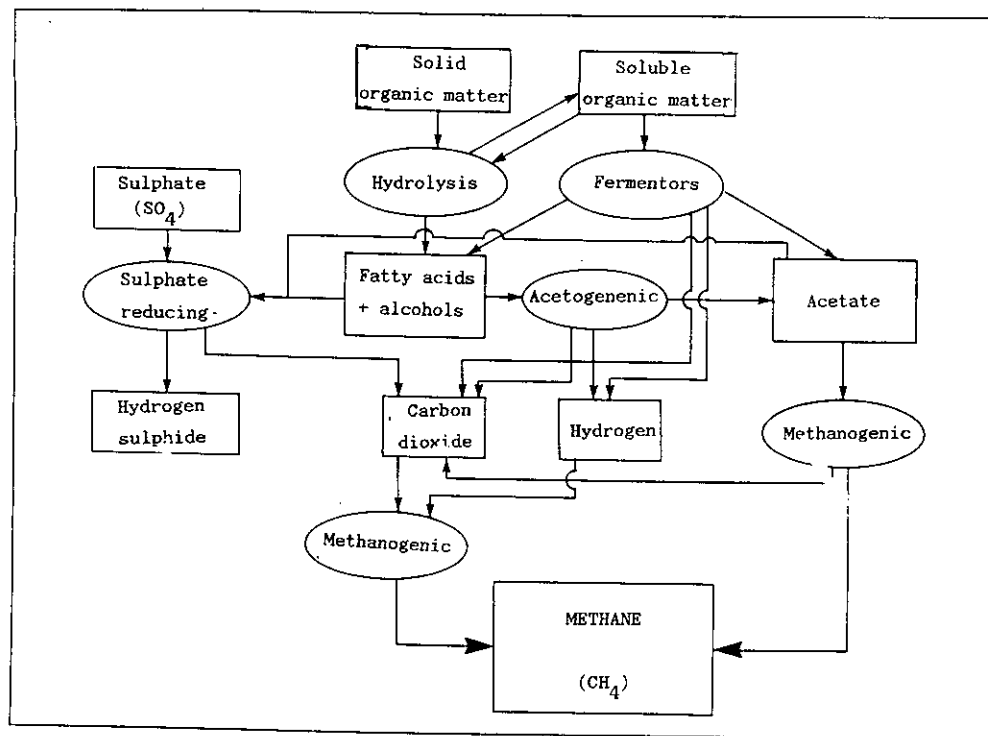 Solid
organic matter
Soluble
organic matter
Hydrolysis
Fermentors
Sulphate
(SO4)
Sulphate
reducing-
Fatty acids
+ alcohols
Acetogenenic
Acetate
Hydrogen
sulphide
Carbon
dioxide
Hydrogen
Methanogenic
Methanogenic
METHANE
(CH4)